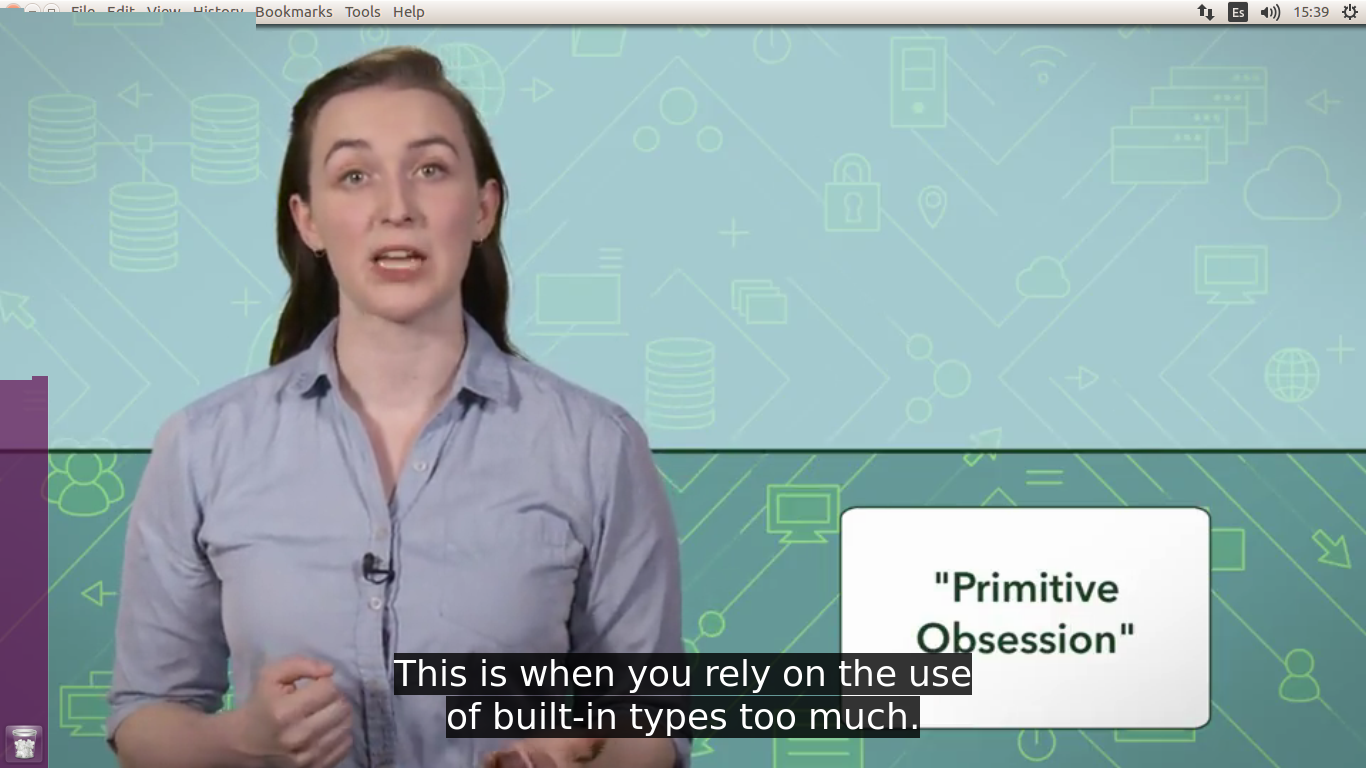 File Edit View History Bookmarks Tools Help
Es
15:39
"Primitive
Obsession"
This is when you rely on the use
of built-in types too much.